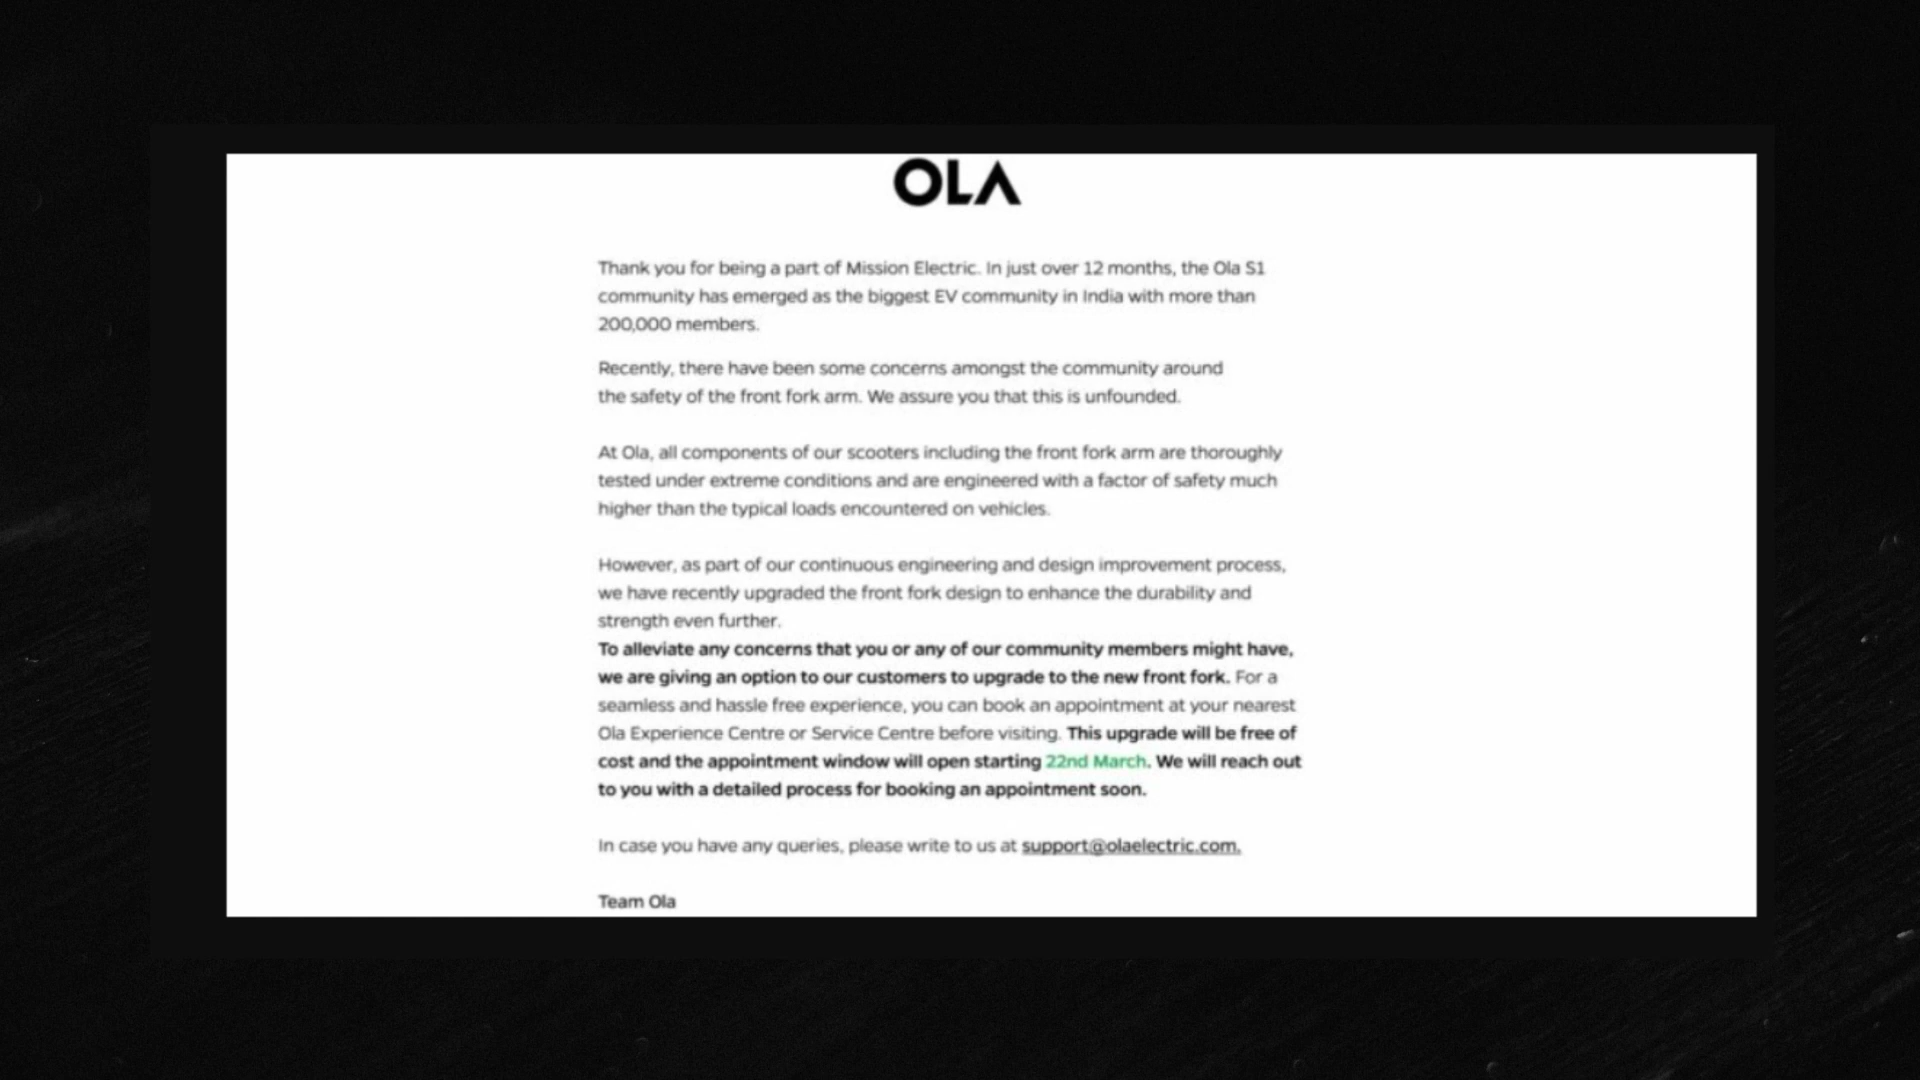 OLA
Thank you for being a part of Mission Electric. In just over 12 months, the Ola S1
community has emerged as the biggest EV community in India with more than
200,000 members.
Recently, there have been some concerns amongst the community around
the safety of the front fork arm. We assure you that this is unfounded.
At Ola, all components of our scooters including the front fork arm are thoroughly
tested under extreme conditions and are engineered with a factor of safety much
higher than the typical loads encountered on vehicles.
However, as part of our continuous engineering and design improvement process,
we have recently upgraded the front fork design to enhance the durability and
strength even further.
To alleviate any concerns that you or any of our community members might have,
we are giving an option to our customers to upgrade to the new front fork. For a
seamless and hassle free experience, you can book an appointment at your nearest
Ola Experience Centre or Service Centre before visiting. This upgrade will be free of
cost and the appointment window will open starting 22nd March. We will reach out
to you with a detailed process for booking an appointment soon.
In case you have any queries, please write to us at support@olaelectric.com.
Team Ola